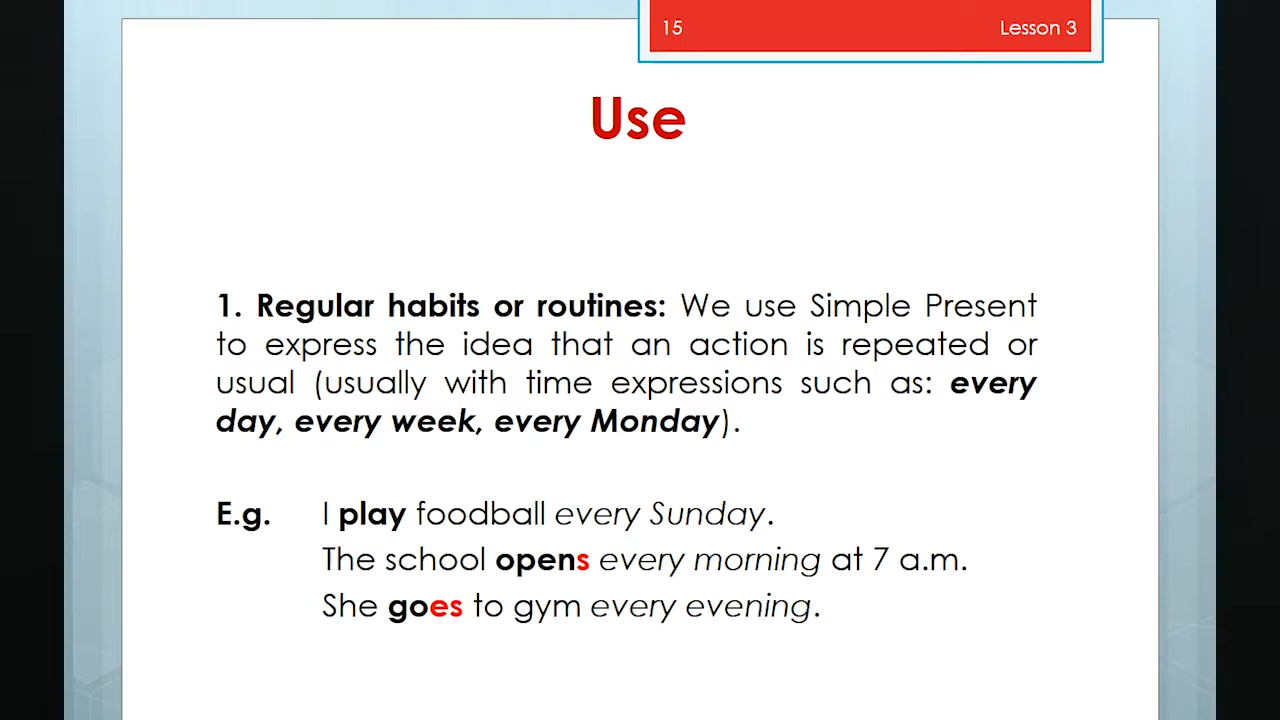 15 Lesson 3
Use
1. Regular habits or routines: We use Simple Present
to express the idea that an action is repeated or
usual (usually with time expressions such as: every
day, every week, every Monday).
E.g. I play foodball every Sunday.
The school opens every morning at 7 a.m.
She goes to gym every evening.